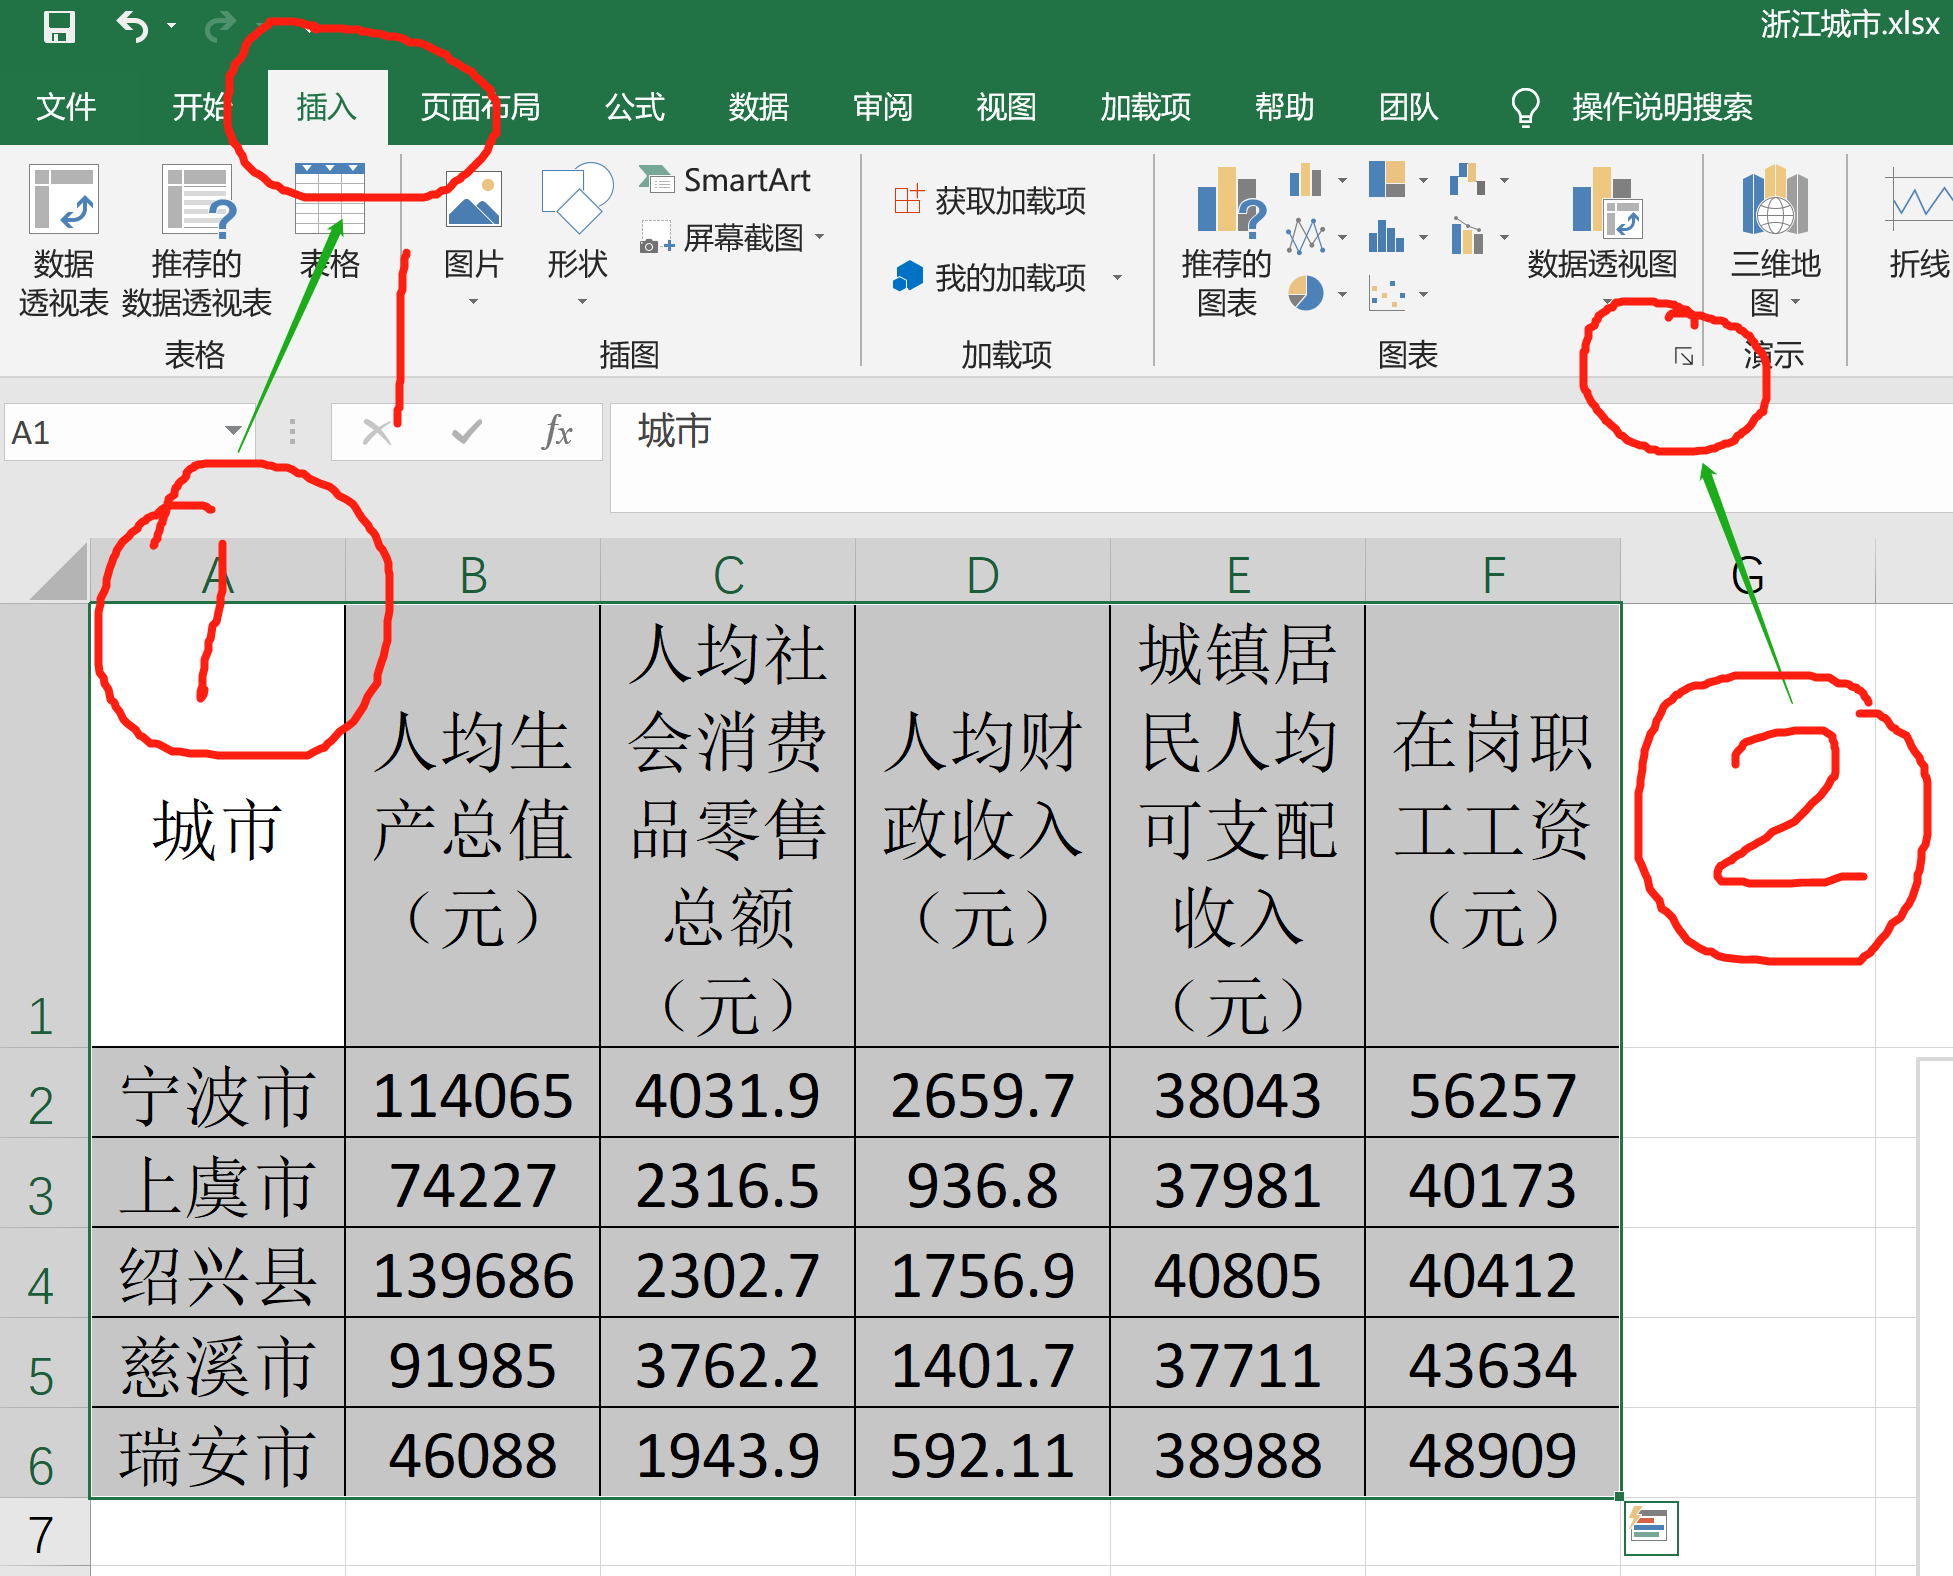 浙江城市.xlsx
文件 开始 插入 页面布局 公式 数据 审阅 视图 加载项 帮助 团队 操作说明搜索
数据
透视表
推荐的
数据透视表
表格
表格
图片
形状
SmartArt
屏幕截图
插图
获取加载项
我的加载项
加载项
推荐的
图表
数据透视图
图表
三维地
图
演示
折线
A1
fx
城市
1
2
A B C D E F G
1
城市
人均生
产总值
（元）
人均社
会消费
品零售
总额
（元）
人均财
政收入
（元）
城镇居
民人均
可支配
收入
（元）
在岗职
工工资
（元）
2 宁波市 114065 4031.9 2659.7 38043 56257
3 上虞市 74227 2316.5 936.8 37981 40173
4 绍兴县 139686 2302.7 1756.9 40805 40412
5 慈溪市 91985 3762.2 1401.7 37711 43634
6 瑞安市 46088 1943.9 592.11 38988 48909
7